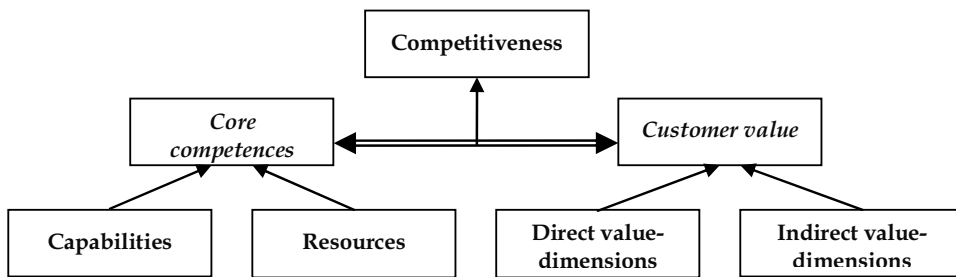 Competitiveness
Core
competences
Customer value
Capabilities
Resources
Direct value-
dimensions
Indirect value-
dimensions